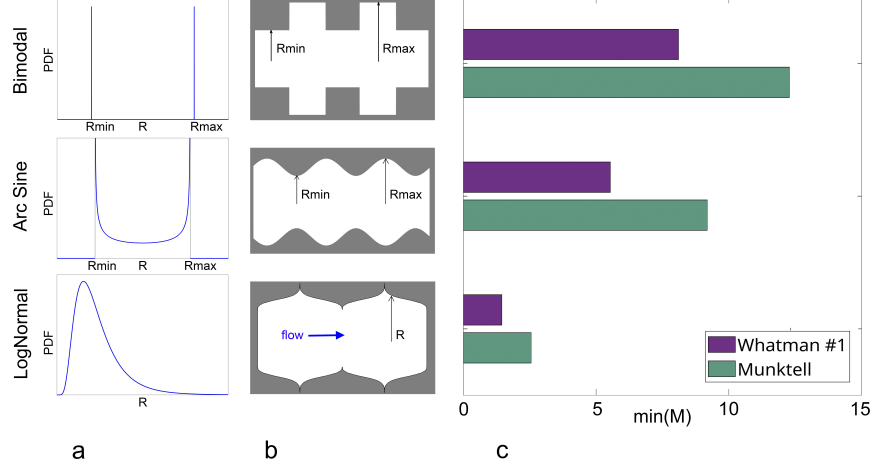 Bimodal
PDF
Rmin R Rmax
Rmin
Rmax
Arc Sine
PDF
Rmin R Rmax
Rmin
Rmax
LogNormal
PDF
R
flow
R
Whatman #1
Munktell
0 5 10 15
min(M)
a b c